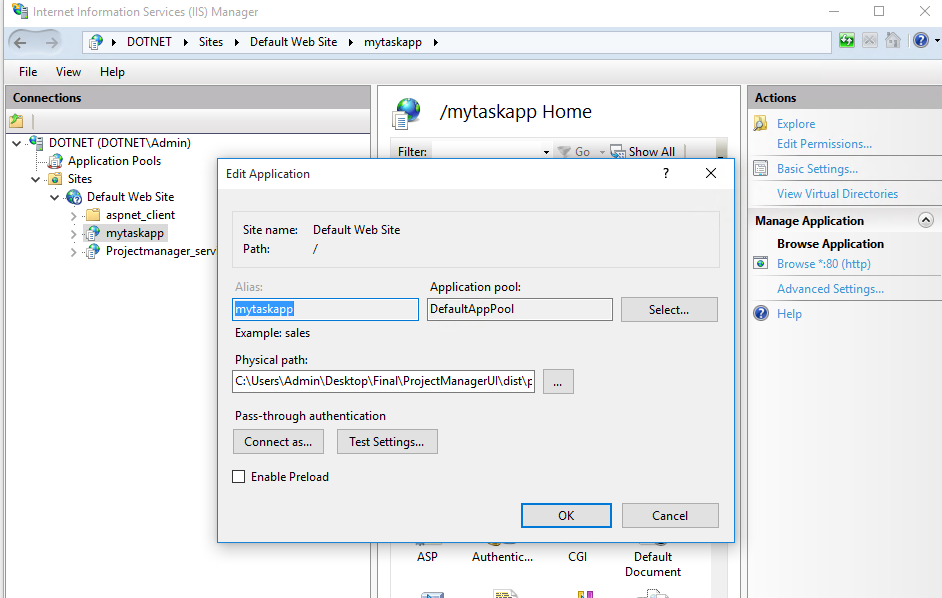 Internet Information Services (IIS) Manager
DOTNET Sites Default Web Site mytaskapp
File View Help
Connections
DOTNET (DOTNET\Admin)
Application Pools
Sites
Default Web Site
aspnet_client
mytaskapp
Projectmanager_serv
/mytaskapp Home
Filter: Go Show All
Edit Application
?
Site name: Default Web Site
Path: /
Alias: Application pool:
mytaskapp DefaultAppPool Select...
Example: sales
Physical path:
C:\Users\Admin\Desktop\Final\ProjectManagerUI\dist\p ...
Pass-through authentication
Connect as... Test Settings...
Enable Preload
OK Cancel
ASP Authentic... CGI Default
Document
Actions
Explore
Edit Permissions...
Basic Settings...
View Virtual Directories
Manage Application
Browse Application
Browse *:80 (http)
Advanced Settings...
Help